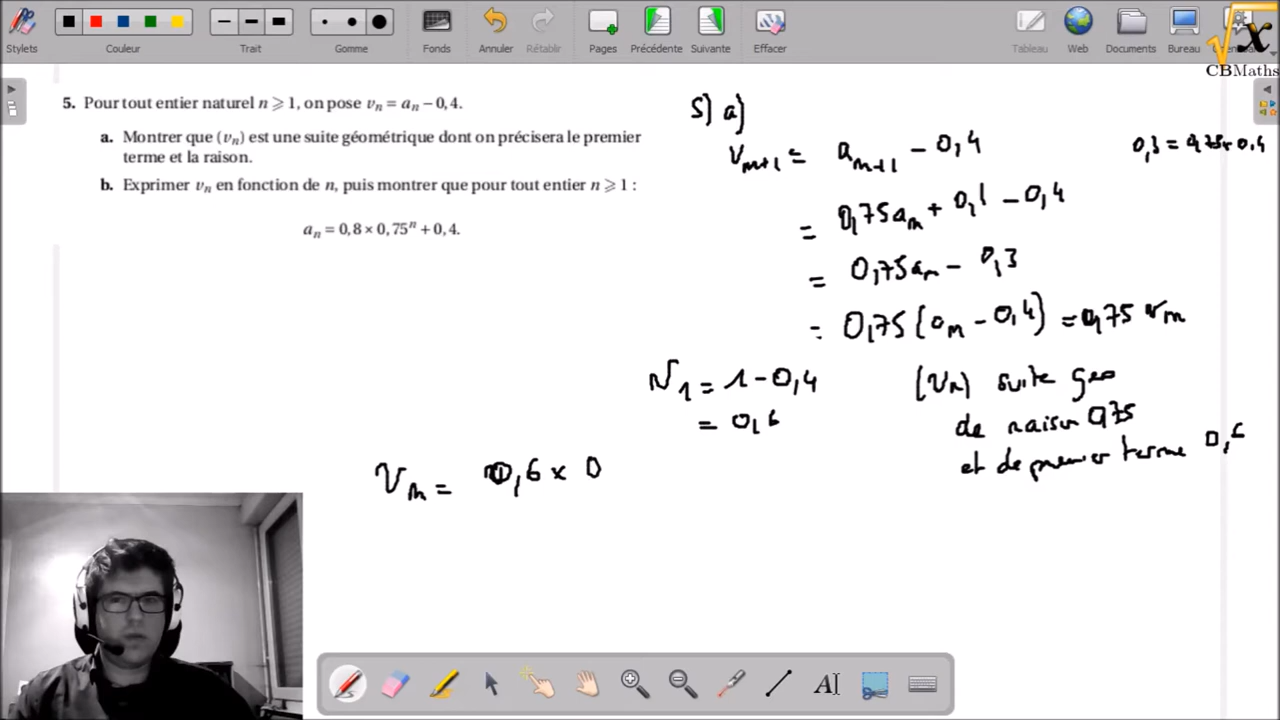 Stylets
Couleur
Trait
Gomme
Fonds
Annuler
Rétablir
Pages
Précédente
Suivante
Effacer
Tableau
Web
Documents
Bureau
CBMaths
5. Pour tout entier naturel n ⩾ 1, on pose vₙ = aₙ − 0,4.
a. Montrer que (vₙ) est une suite géométrique dont on précisera le premier
terme et la raison.
b. Exprimer vₙ en fonction de n, puis montrer que pour tout entier n ⩾ 1 :
aₙ = 0,8 × 0,75ⁿ + 0,4.
5) a)
vₙ₊₁ = aₙ₊₁ − 0,4
0,3 = 0,75 × 0,4
= 0,75aₙ + 0,1 − 0,4
= 0,75aₙ − 0,3
= 0,75(aₙ − 0,4) = 0,75 vₙ
v₁ = 1 − 0,4
= 0,6
(vₙ) suite géo
de raison 0,75
et de premier terme 0,6
vₙ = 0,6 × 0